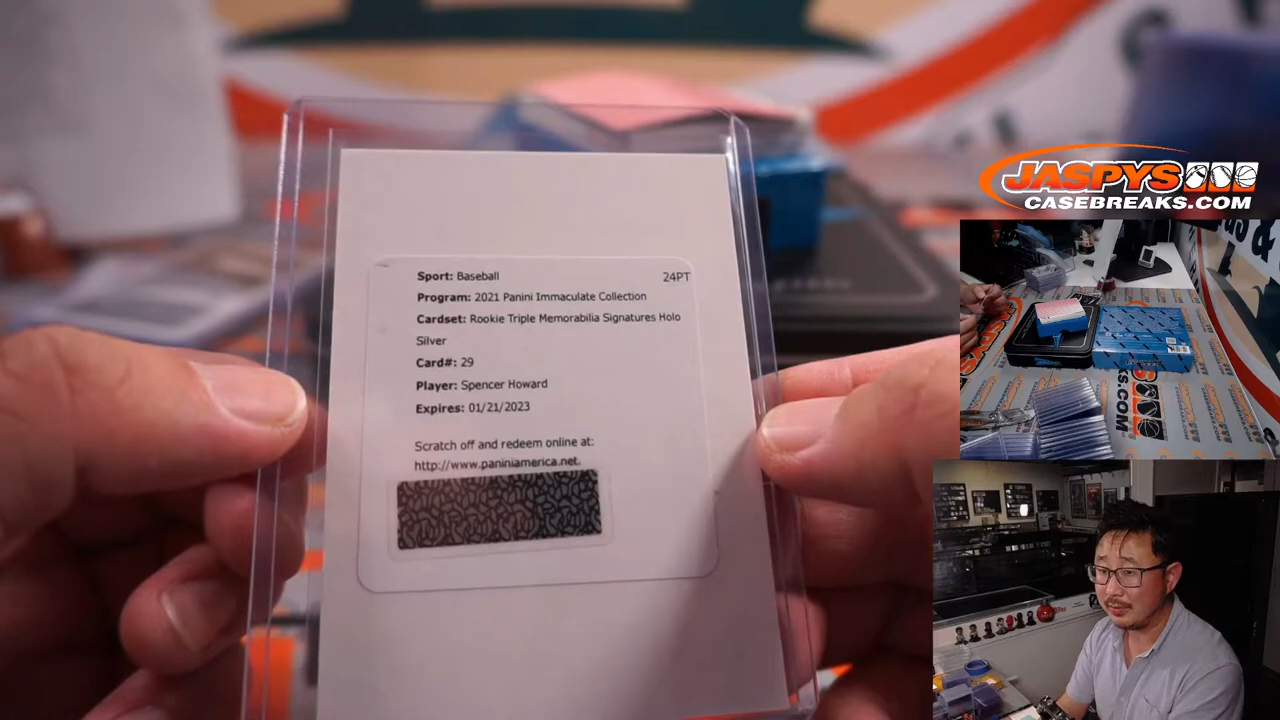 Sport: Baseball 24PT
Program: 2021 Panini Immaculate Collection
Cardset: Rookie Triple Memorabilia Signatures Holo
Silver
Card#: 29
Player: Spencer Howard
Expires: 01/21/2023
Scratch off and redeem online at:
http://www.paniniamerica.net.
JASPYS
CASEBREAKS.COM